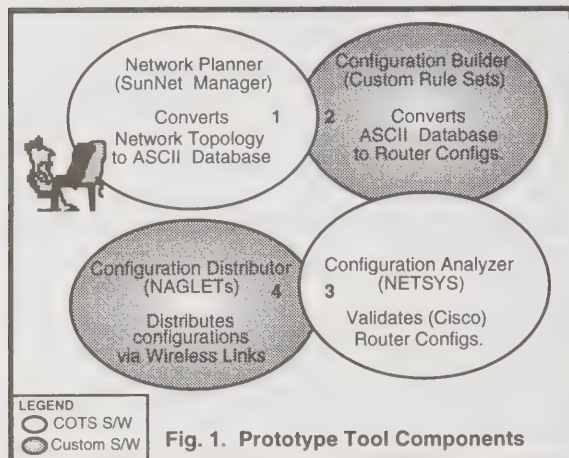 Network Planner
(SunNet Manager)
Converts 1
Network Topology
to ASCII Database
Configuration Builder
(Custom Rule Sets)
2 Converts
ASCII Database
to Router Configs.
Configuration Analyzer
(NETSYS)
3
Validates (Cisco)
Router Configs.
Configuration Distributor
(NAGLETs) 4
Distributes
configurations
via Wireless Links
LEGEND
COTS S/W
Custom S/W
Fig. 1. Prototype Tool Components